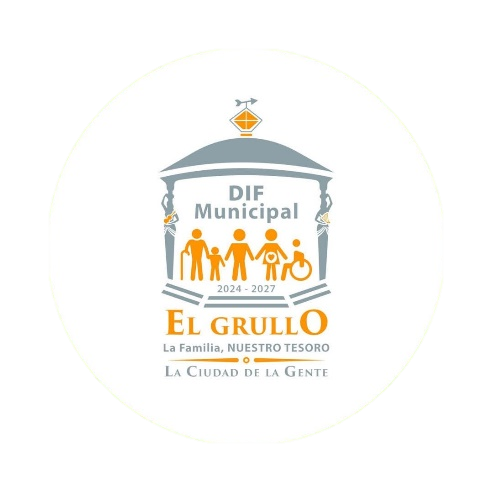 DIF
Municipal
2024 - 2027
EL GRULLO
La Familia, NUESTRO TESORO
LA CIUDAD DE LA GENTE